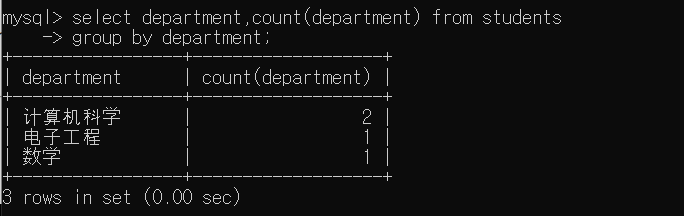 mysql> select department,count(department) from students
    -> group by department;
+-----------------+-------------------+
| department      | count(department) |
+-----------------+-------------------+
| 计算机科学      |                 2 |
| 电子工程        |                 1 |
| 数学            |                 1 |
+-----------------+-------------------+
3 rows in set (0.00 sec)